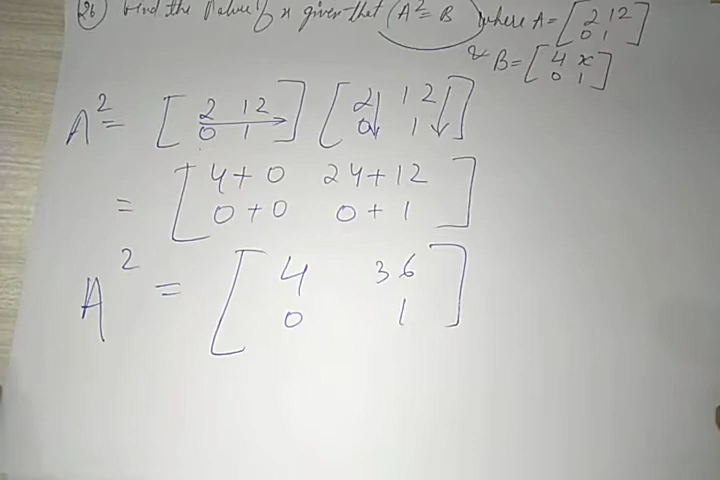 26 Find the value of x given that (A² = B) where A = [2 12
0 1]
& B = [4 x
0 1]
A² = [2 12 [2 12
0 1] 0 1]
= [4+0 24+12
0+0 0+1]
A² = [4 36
0 1]